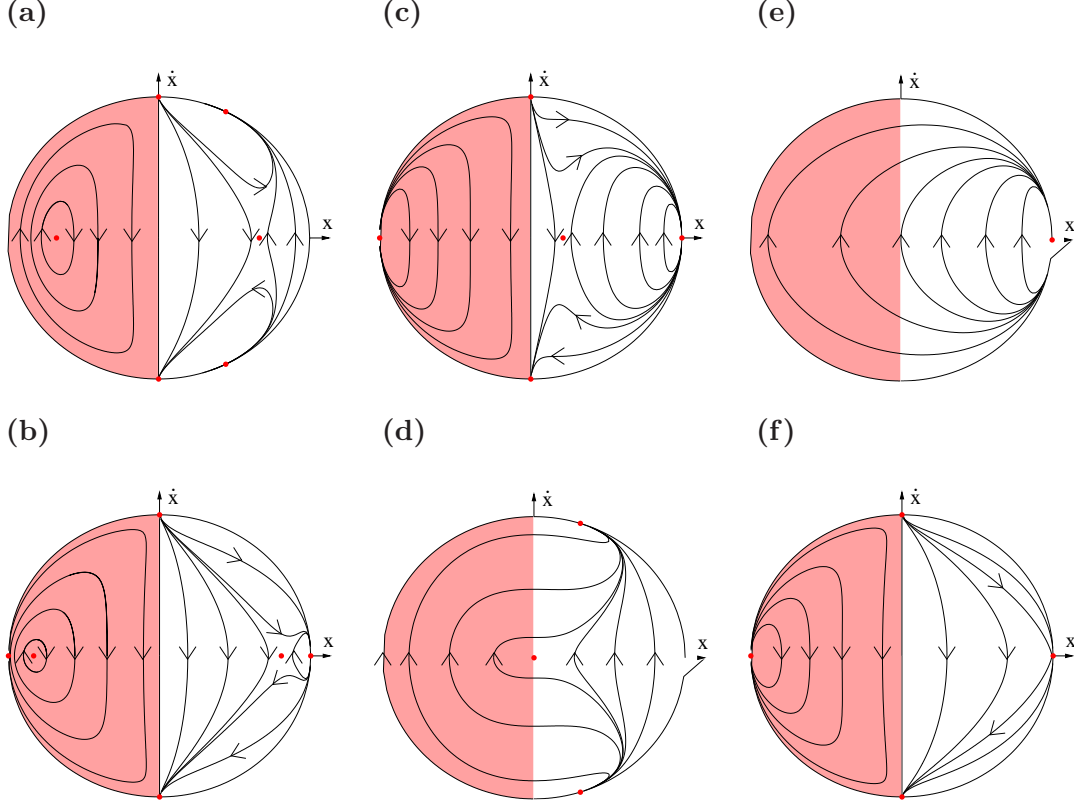 (a) (c) (e)
ẋ ẋ ẋ
x x x
(b) (d) (f)
ẋ ẋ ẋ
x x x